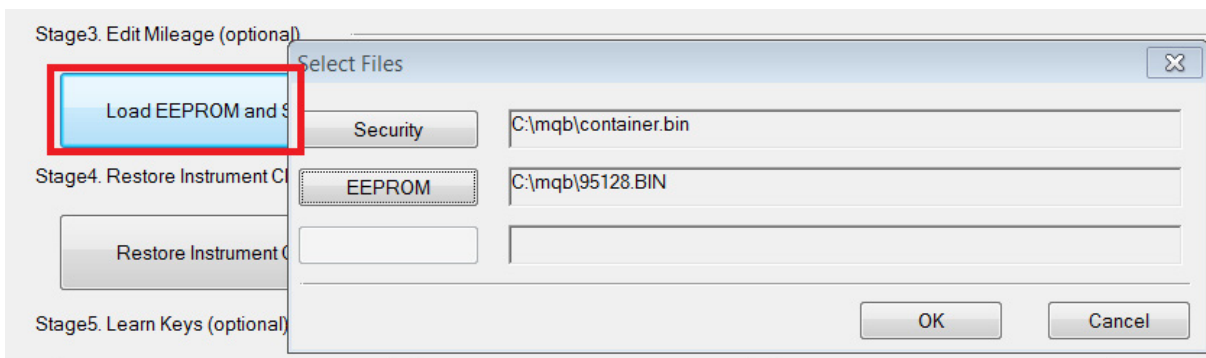 Stage3. Edit Mileage (optional)
Select Files
Load EEPROM and S
Security
C:\mqb\container.bin
Stage4. Restore Instrument Cl
EEPROM
C:\mqb\95128.BIN
Restore Instrument
Stage5. Learn Keys (optional)
OK
Cancel